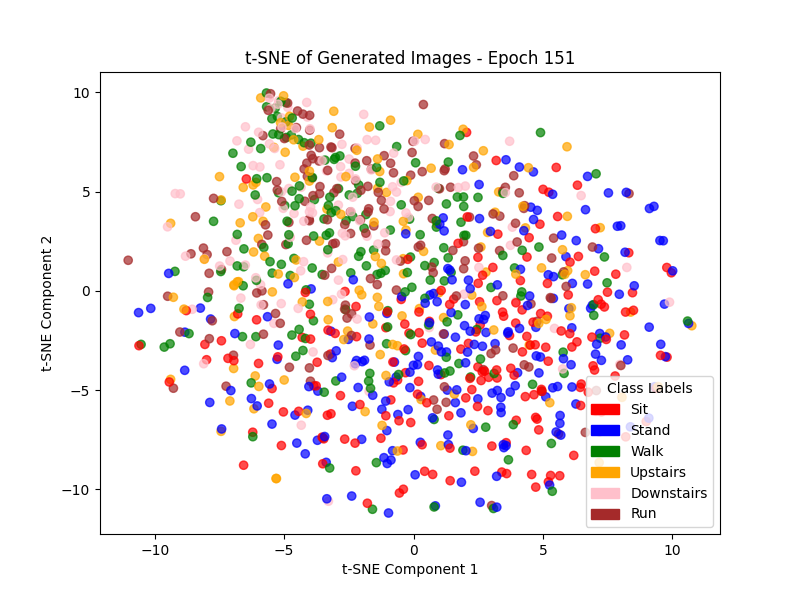 t-SNE of Generated Images - Epoch 151
10
5
0
−5
−10
t-SNE Component 2
−10
−5
0
5
10
t-SNE Component 1
Class Labels
Sit
Stand
Walk
Upstairs
Downstairs
Run